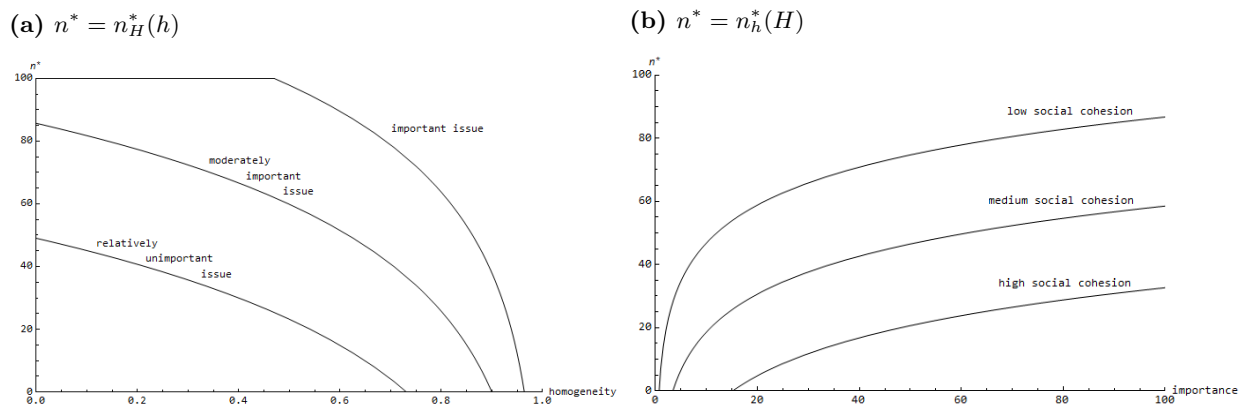 (a) n* = n*_H(h)
n*
100
80
60
40
20
0
0.0 0.2 0.4 0.6 0.8 1.0
homogeneity
important issue
moderately
important
issue
relatively
unimportant
issue
(b) n* = n*_h(H)
n*
100
80
60
40
20
0
0 20 40 60 80 100
importance
low social cohesion
medium social cohesion
high social cohesion